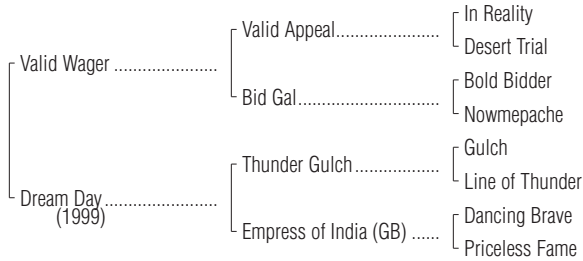 In Reality
Valid Appeal......................
Desert Trial
Valid Wager .....................
Bold Bidder
Bid Gal..............................
Nowmepache
Gulch
Thunder Gulch .................
Line of Thunder
Dream Day.......................
(1999)
Dancing Brave
Empress of India (GB) ......
Priceless Fame